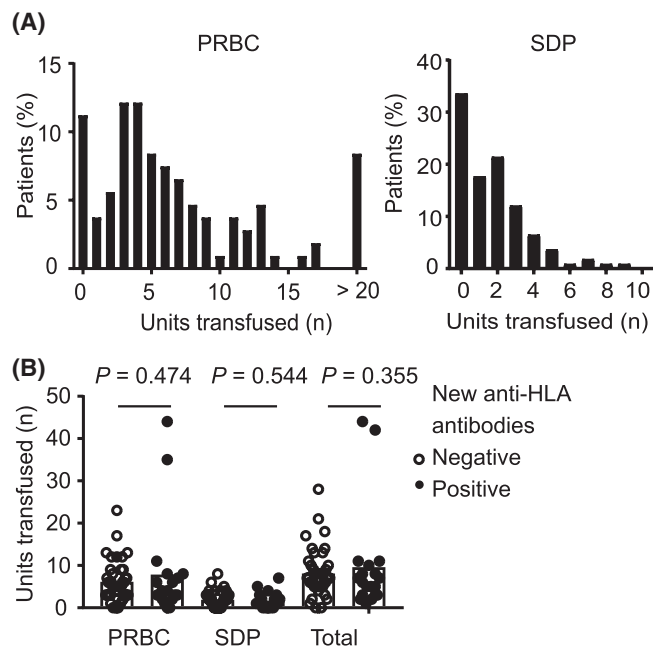 (A)
PRBC
SDP
Patients (%)
15
10
5
0
0 5 10 15 > 20
Units transfused (n)
Patients (%)
40
30
20
10
0
0 2 4 6 8 10
Units transfused (n)
(B)
P = 0.474 P = 0.544 P = 0.355
Units transfused (n)
50
40
30
20
10
0
PRBC SDP Total
New anti-HLA
antibodies
Negative
Positive